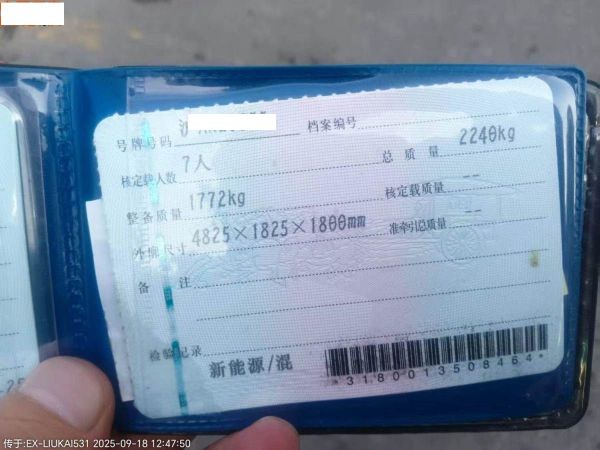 号牌号码 档案编号
核定载人数 7人 总质量 2240kg
整备质量 1772kg 核定载质量 --
外廓尺寸 4825×1825×1800mm 准牵引总质量 --
备注
检验记录 新能源/混
*3180013508464*
传于:EX-LIUKAI531 2025-09-18 12:47:50